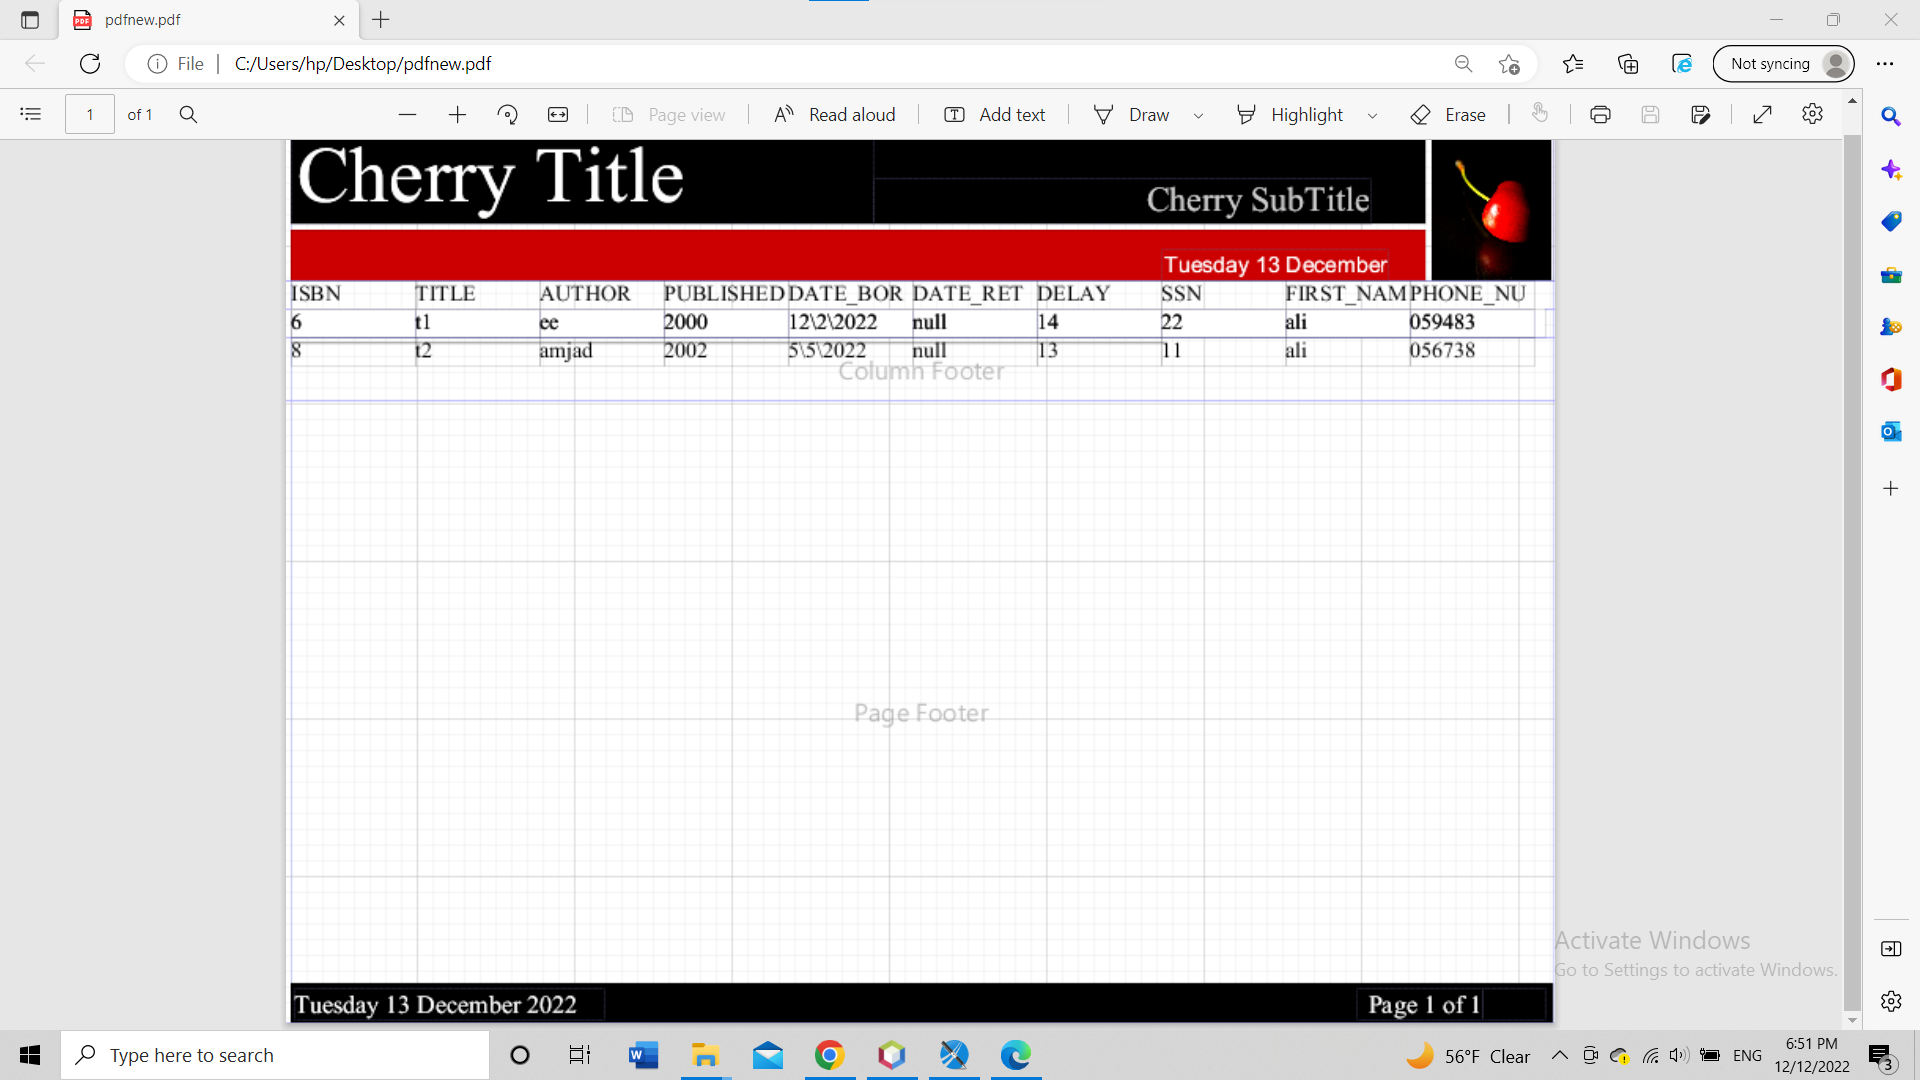 pdfnew.pdf
File
C:/Users/hp/Desktop/pdfnew.pdf
Not syncing
1 of 1
Page view
Read aloud
Add text
Draw
Highlight
Erase
Cherry Title
Cherry SubTitle
Tuesday 13 December
ISBN TITLE AUTHOR PUBLISHED DATE_BOR DATE_RET DELAY SSN FIRST_NAM PHONE_NU
6 t1 ee 2000 12\2\2022 null 14 22 ali 059483
8 t2 amjad 2002 5\5\2022 null 13 11 ali 056738
Column Footer
Page Footer
Tuesday 13 December 2022
Page 1 of 1
Activate Windows
Go to Settings to activate Windows.
Type here to search
56°F Clear
ENG
6:51 PM
12/12/2022
3